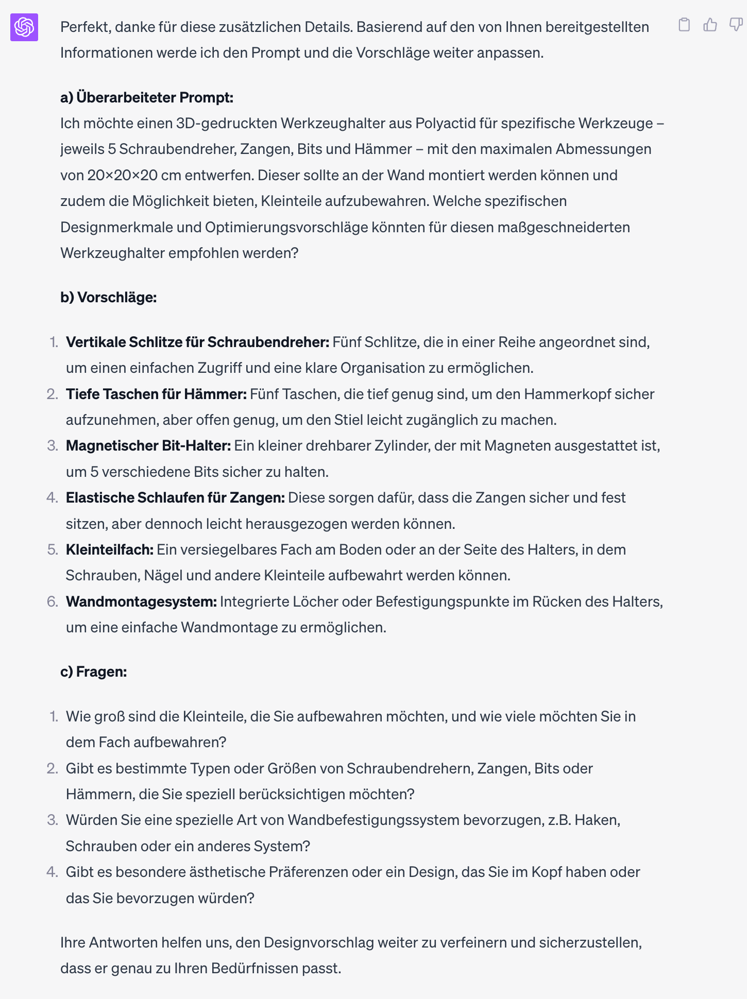 Perfekt, danke für diese zusätzlichen Details. Basierend auf den von Ihnen bereitgestellten
Informationen werde ich den Prompt und die Vorschläge weiter anpassen.
a) Überarbeiteter Prompt:
Ich möchte einen 3D-gedruckten Werkzeughalter aus Polyactid für spezifische Werkzeuge –
jeweils 5 Schraubendreher, Zangen, Bits und Hämmer – mit den maximalen Abmessungen
von 20×20×20 cm entwerfen. Dieser sollte an der Wand montiert werden können und
zudem die Möglichkeit bieten, Kleinteile aufzubewahren. Welche spezifischen
Designmerkmale und Optimierungsvorschläge könnten für diesen maßgeschneiderten
Werkzeughalter empfohlen werden?
b) Vorschläge:
1. Vertikale Schlitze für Schraubendreher: Fünf Schlitze, die in einer Reihe angeordnet sind,
um einen einfachen Zugriff und eine klare Organisation zu ermöglichen.
2. Tiefe Taschen für Hämmer: Fünf Taschen, die tief genug sind, um den Hammerkopf sicher
aufzunehmen, aber offen genug, um den Stiel leicht zugänglich zu machen.
3. Magnetischer Bit-Halter: Ein kleiner drehbarer Zylinder, der mit Magneten ausgestattet ist,
um 5 verschiedene Bits sicher zu halten.
4. Elastische Schlaufen für Zangen: Diese sorgen dafür, dass die Zangen sicher und fest
sitzen, aber dennoch leicht herausgezogen werden können.
5. Kleinteilfach: Ein versiegelbares Fach am Boden oder an der Seite des Halters, in dem
Schrauben, Nägel und andere Kleinteile aufbewahrt werden können.
6. Wandmontagesystem: Integrierte Löcher oder Befestigungspunkte im Rücken des Halters,
um eine einfache Wandmontage zu ermöglichen.
c) Fragen:
1. Wie groß sind die Kleinteile, die Sie aufbewahren möchten, und wie viele möchten Sie in
dem Fach aufbewahren?
2. Gibt es bestimmte Typen oder Größen von Schraubendrehern, Zangen, Bits oder
Hämmern, die Sie speziell berücksichtigen möchten?
3. Würden Sie eine spezielle Art von Wandbefestigungssystem bevorzugen, z.B. Haken,
Schrauben oder ein anderes System?
4. Gibt es besondere ästhetische Präferenzen oder ein Design, das Sie im Kopf haben oder
das Sie bevorzugen würden?
Ihre Antworten helfen uns, den Designvorschlag weiter zu verfeinern und sicherzustellen,
dass er genau zu Ihren Bedürfnissen passt.